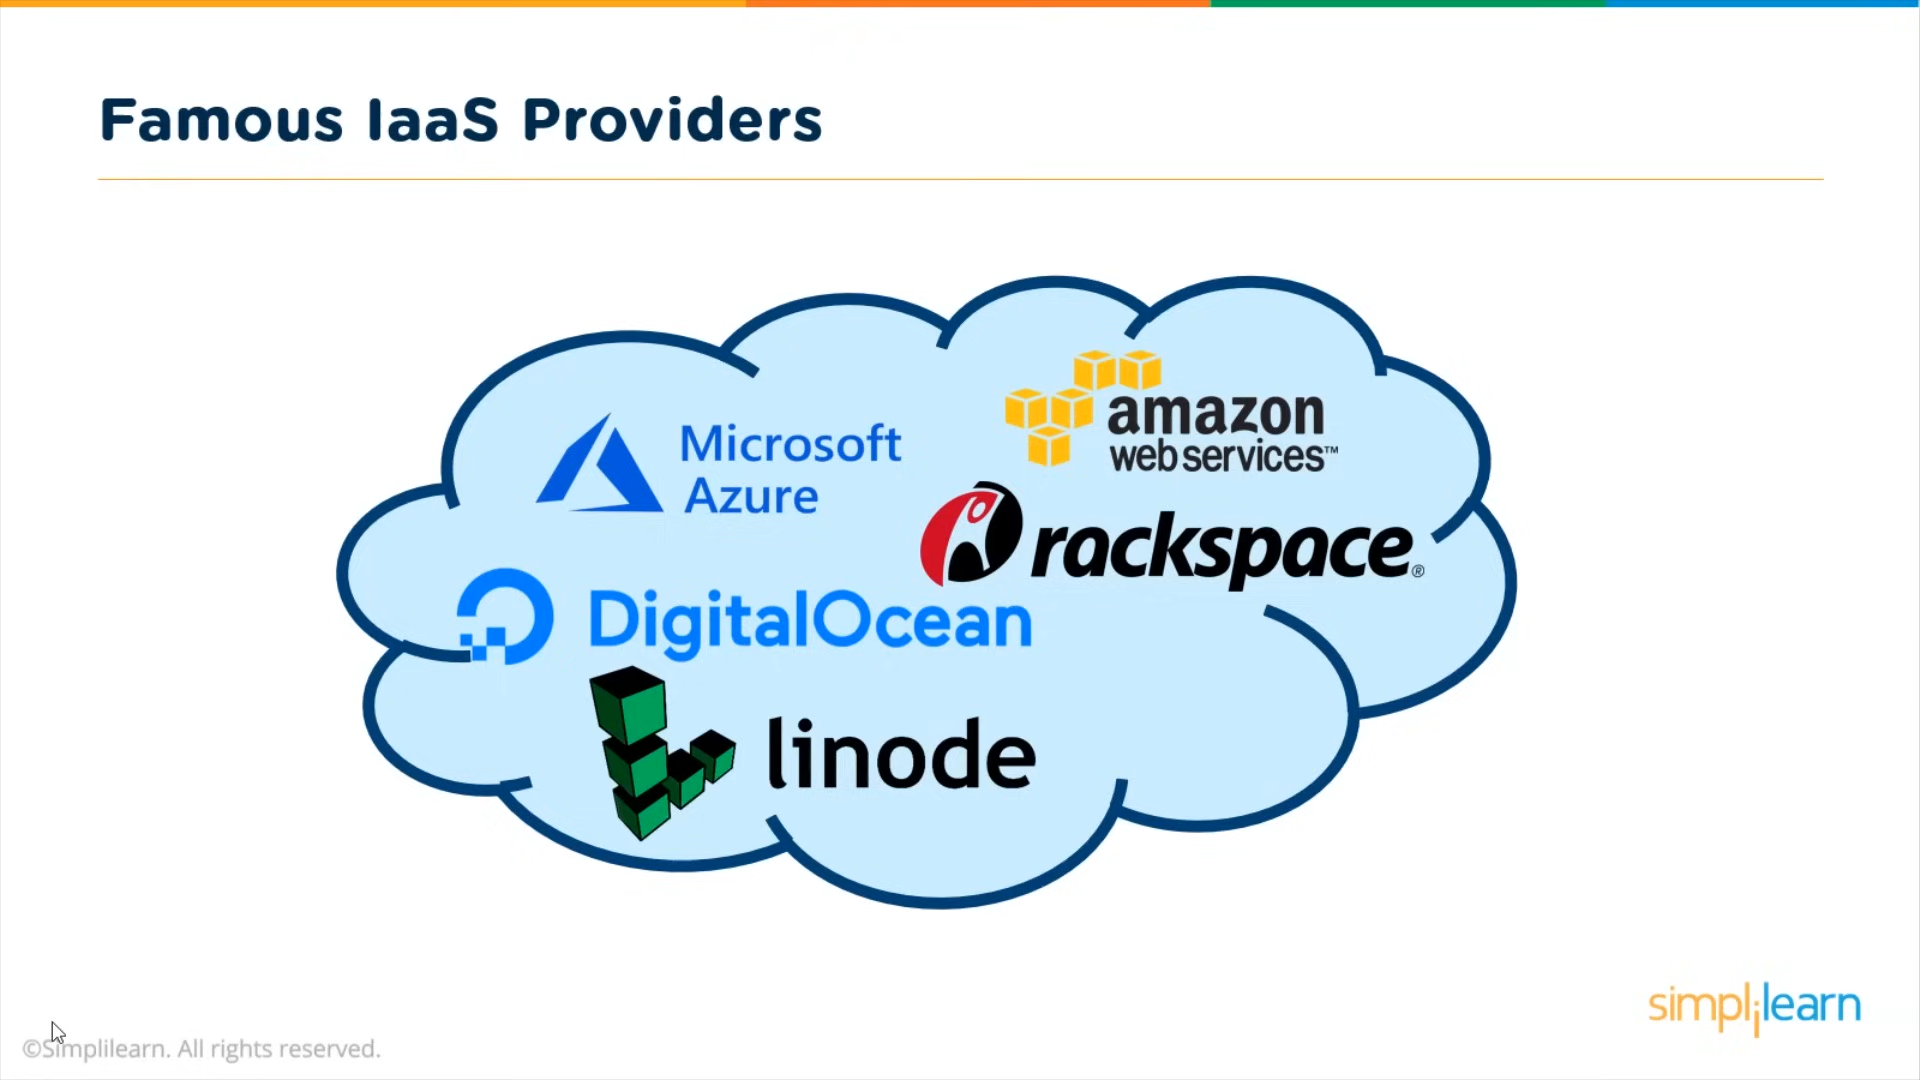 Famous IaaS Providers
Microsoft
Azure
amazon
web services™
rackspace®
DigitalOcean
linode
simplilearn
©Simplilearn. All rights reserved.